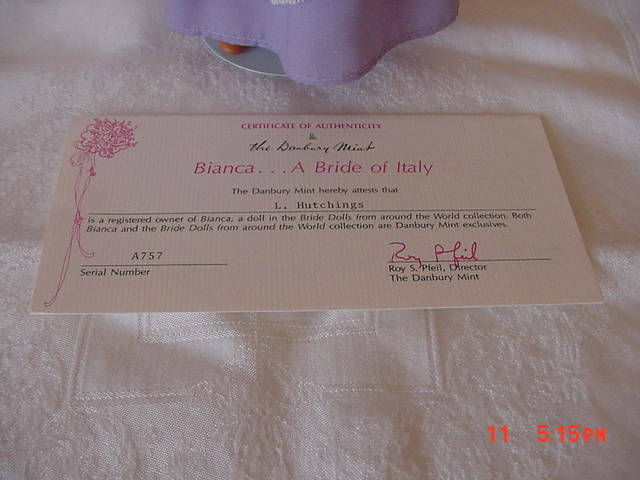 CERTIFICATE OF AUTHENTICITY
&
the Danbury Mint
Bianca...A Bride of Italy
The Danbury Mint hereby attests that
L. Hutchings
is a registered owner of Bianca, a doll in the Bride Dolls from around the World collection. Both
Bianca and the Bride Dolls from around the World collection are Danbury Mint exclusives.
A757
Serial Number
Roy S. Pfeil
Roy S. Pfeil, Director
The Danbury Mint
11 5:15PM